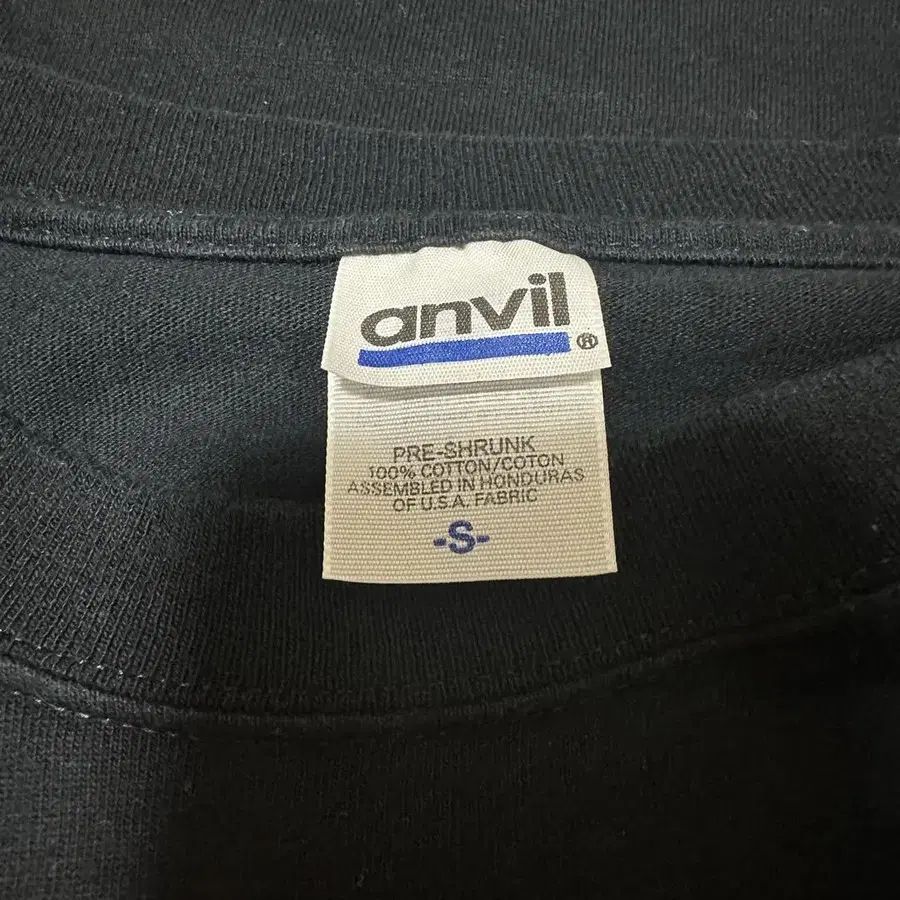 anvil®
PRE-SHRUNK
100% COTTON/COTON
ASSEMBLED IN HONDURAS
OF U.S.A. FABRIC
-S-